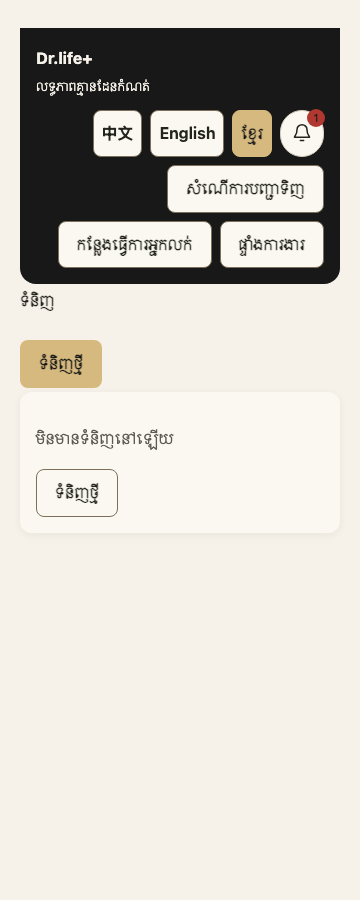 Dr.life+
លទ្ធភាពគ្មានដែនកំណត់
中文 English ខ្មែរ 1
សំណើការបញ្ជាទិញ
កន្លែងធ្វើការអ្នកលក់ ផ្ទាំងការងារ
ទំនិញ
ទំនិញថ្មី
មិនមានទំនិញនៅឡើយ
ទំនិញថ្មី